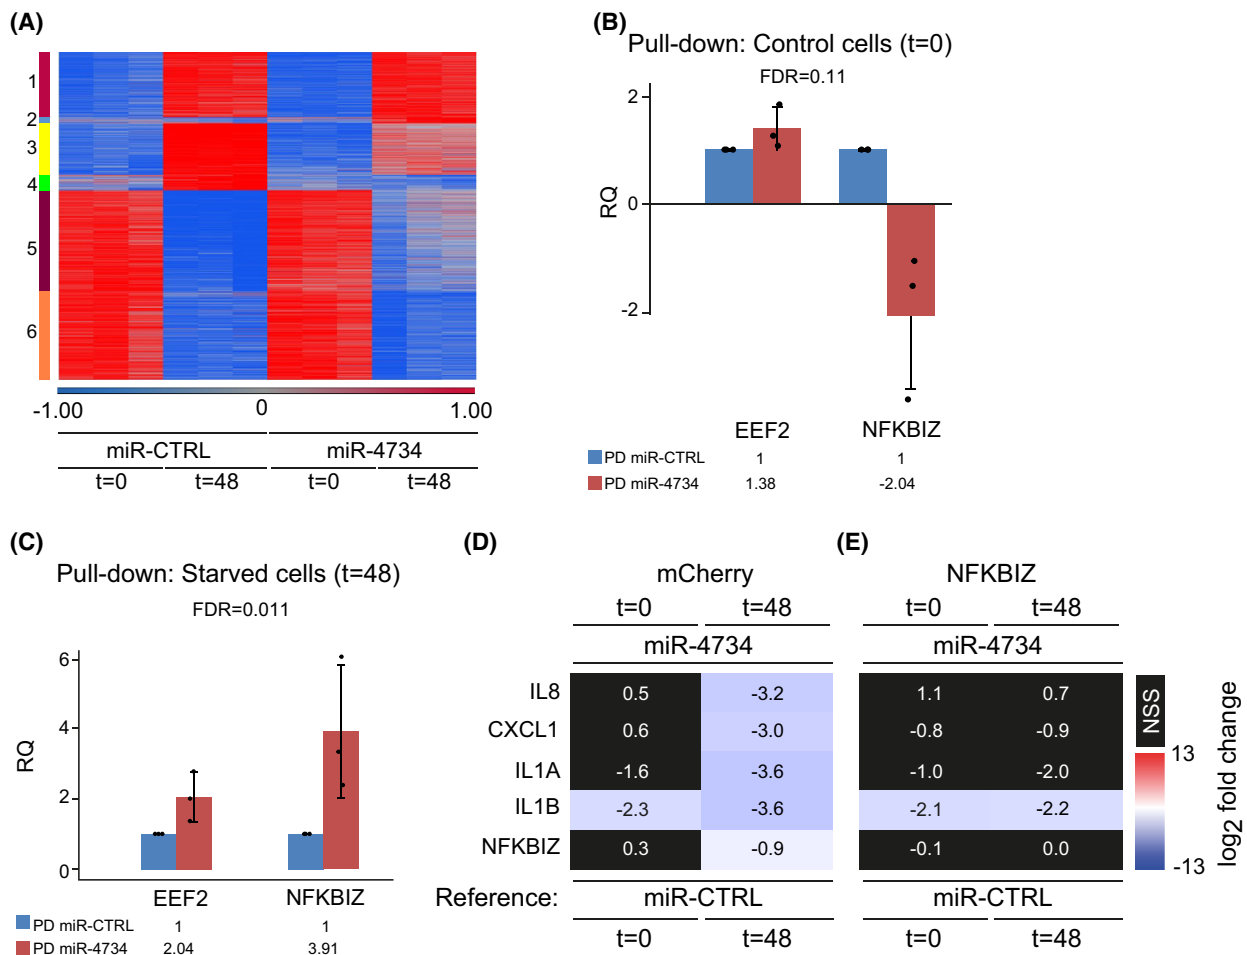 (A)
1
2
3
4
5
6
-1.00 0 1.00
miR-CTRL miR-4734
t=0 t=48 t=0 t=48
(B)
Pull-down: Control cells (t=0)
FDR=0.11
RQ
2
0
-2
EEF2 NFKBIZ
PD miR-CTRL 1 1
PD miR-4734 1.38 -2.04
(C)
Pull-down: Starved cells (t=48)
FDR=0.011
RQ
6
4
2
0
EEF2 NFKBIZ
PD miR-CTRL 1 1
PD miR-4734 2.04 3.91
(D)
mCherry
t=0 t=48
miR-4734
IL8 0.5 -3.2
CXCL1 0.6 -3.0
IL1A -1.6 -3.6
IL1B -2.3 -3.6
NFKBIZ 0.3 -0.9
Reference: miR-CTRL
t=0 t=48
(E)
NFKBIZ
t=0 t=48
miR-4734
1.1 0.7
-0.8 -0.9
-1.0 -2.0
-2.1 -2.2
-0.1 0.0
miR-CTRL
t=0 t=48
NSS
13
-13
log2 fold change